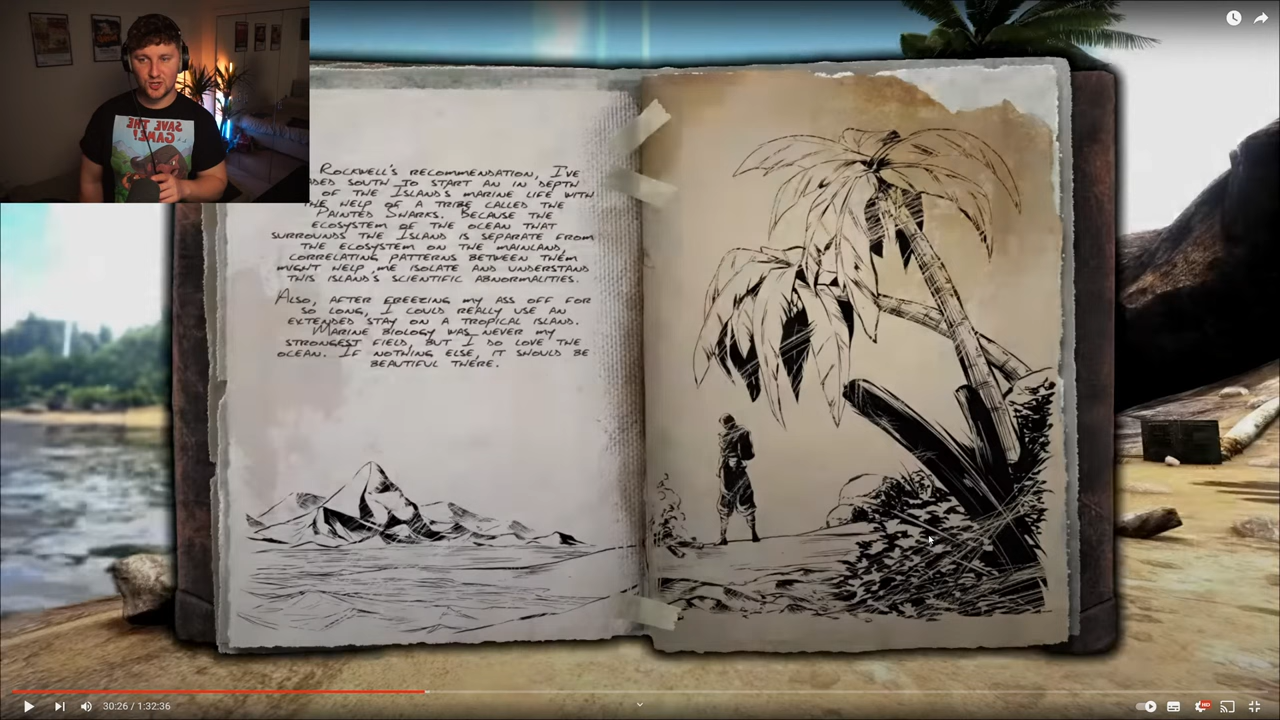 SAVE THE
GAME!
ROCKWELL'S RECOMMENDATION, I'VE
SOUTH TO START AN IN DEPTH
OF THE ISLAND'S MARINE LIFE WITH
THE HELP OF A TRIBE CALLED THE
PAINTED SHARKS. BECAUSE THE
ECOSYSTEM OF THE OCEAN THAT
SURROUNDS THE ISLAND IS SEPARATE FROM
THE ECOSYSTEM ON THE MAINLAND,
CORRELATING PATTERNS BETWEEN THEM
MIGHT HELP ME ISOLATE AND UNDERSTAND
THIS ISLAND'S SCIENTIFIC ABNORMALITIES.
ALSO, AFTER FREEZING MY ASS OFF FOR
SO LONG, I COULD REALLY USE AN
EXTENDED STAY ON A TROPICAL ISLAND.
MARINE BIOLOGY WAS NEVER MY
STRONGEST FIELD, BUT I DO LOVE THE
OCEAN. IF NOTHING ELSE, IT SHOULD BE
BEAUTIFUL THERE.
30:26 / 1:32:36
HD